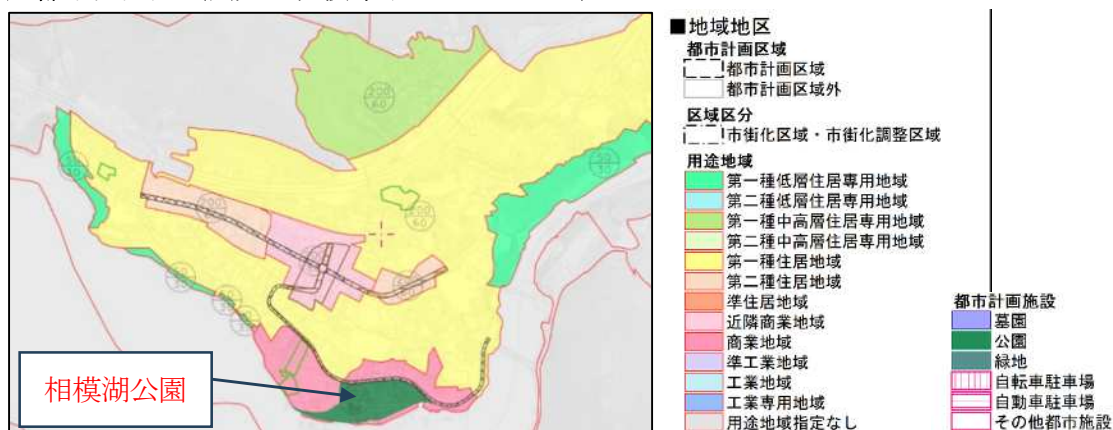 相模湖公園
200
60
200
200
60
50
30
■地域地区
都市計画区域
都市計画区域
都市計画区域外
区域区分
市街化区域・市街化調整区域
用途地域
第一種低層住居専用地域
第二種低層住居専用地域
第一種中高層住居専用地域
第二種中高層住居専用地域
第一種住居地域
第二種住居地域
準住居地域
近隣商業地域
商業地域
準工業地域
工業地域
工業専用地域
用途地域指定なし
都市計画施設
墓園
公園
緑地
自転車駐車場
自動車駐車場
その他都市施設